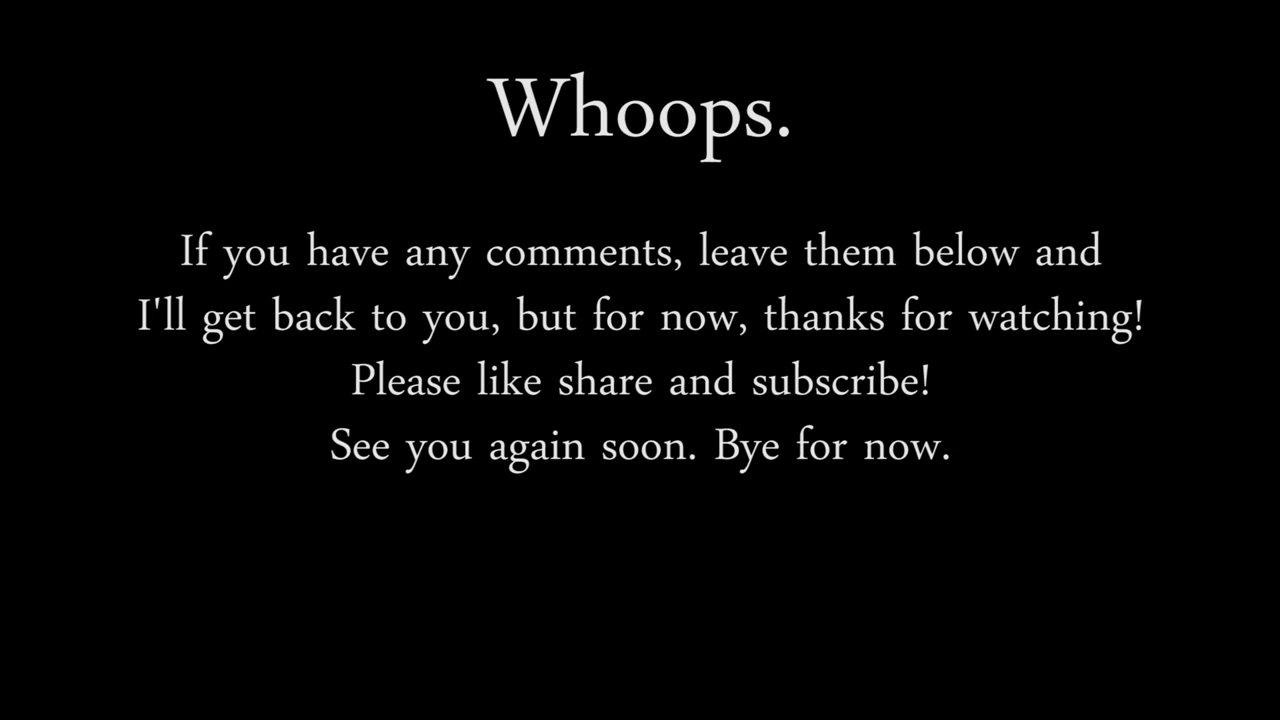 Whoops.
If you have any comments, leave them below and
I'll get back to you, but for now, thanks for watching!
Please like share and subscribe!
See you again soon. Bye for now.